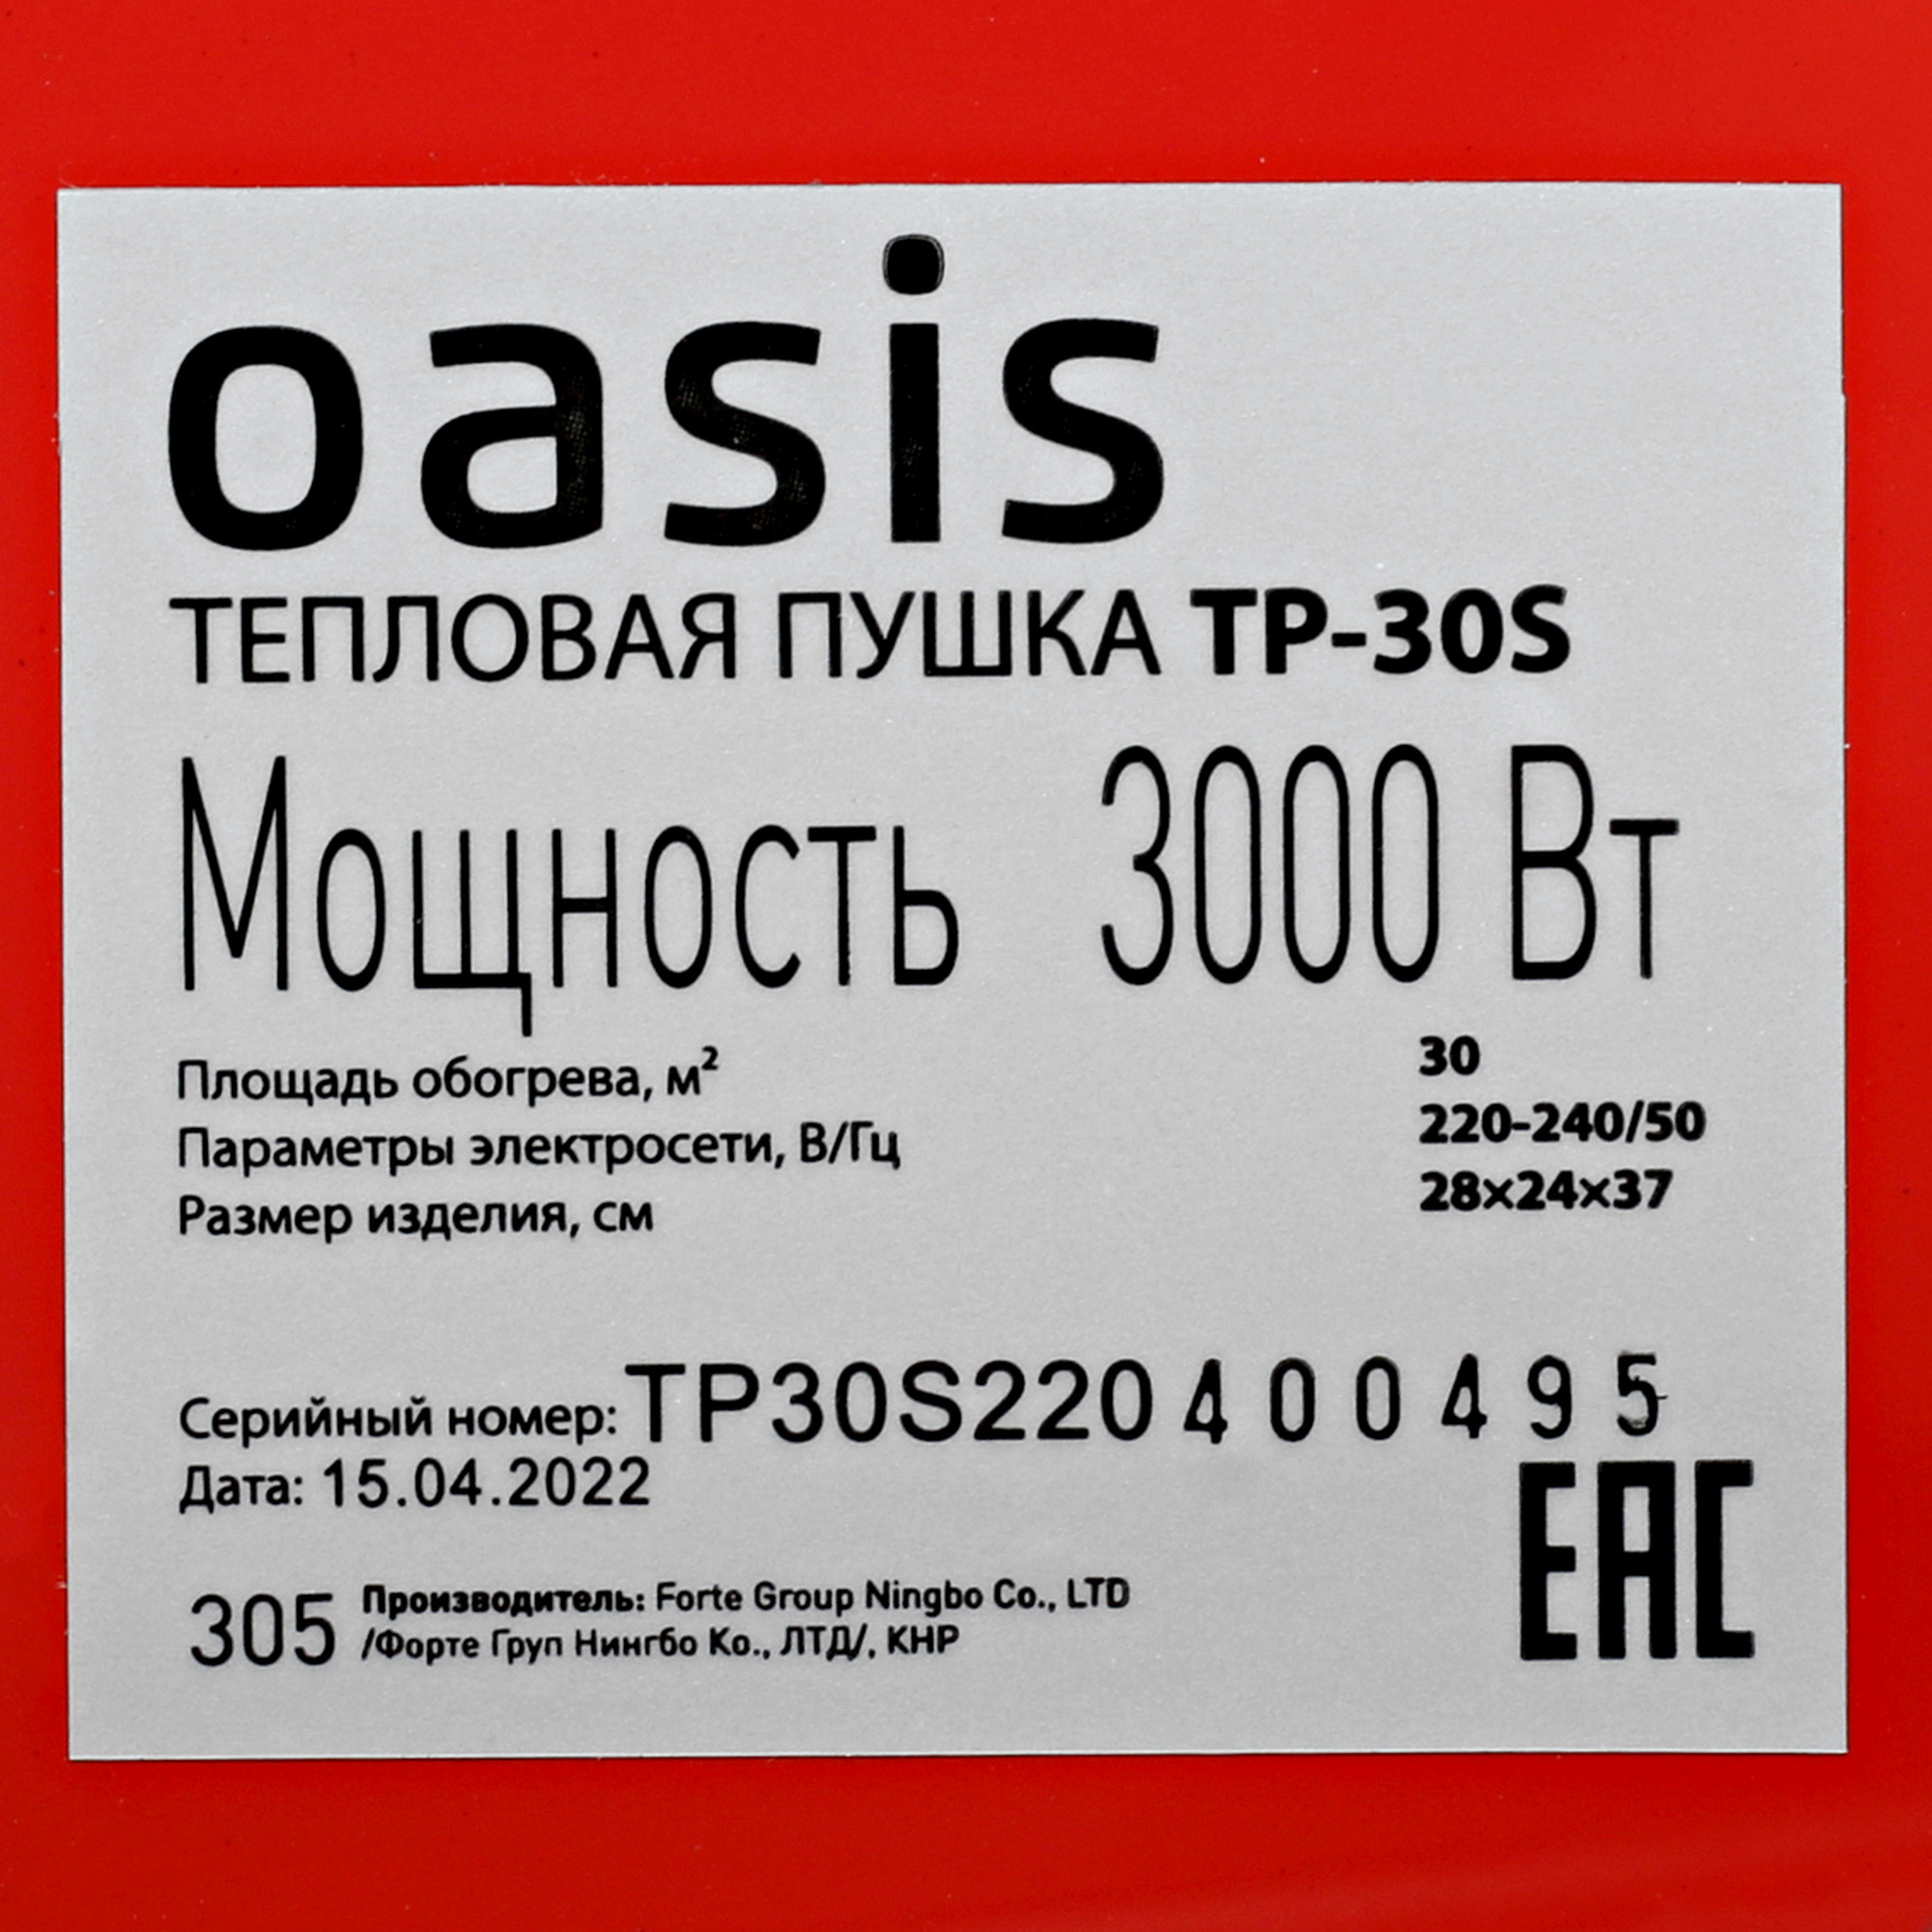 oasis
ТЕПЛОВАЯ ПУШКА TP-30S
Мощность 3000 Вт
Площадь обогрева, м² 30
Параметры электросети, В/Гц 220-240/50
Размер изделия, см 28×24×37
Серийный номер: TP30S220400495
Дата: 15.04.2022
EAC
305 Производитель: Forte Group Ningbo Co., LTD
/Форте Груп Нингбо Ко., ЛТД/, КНР